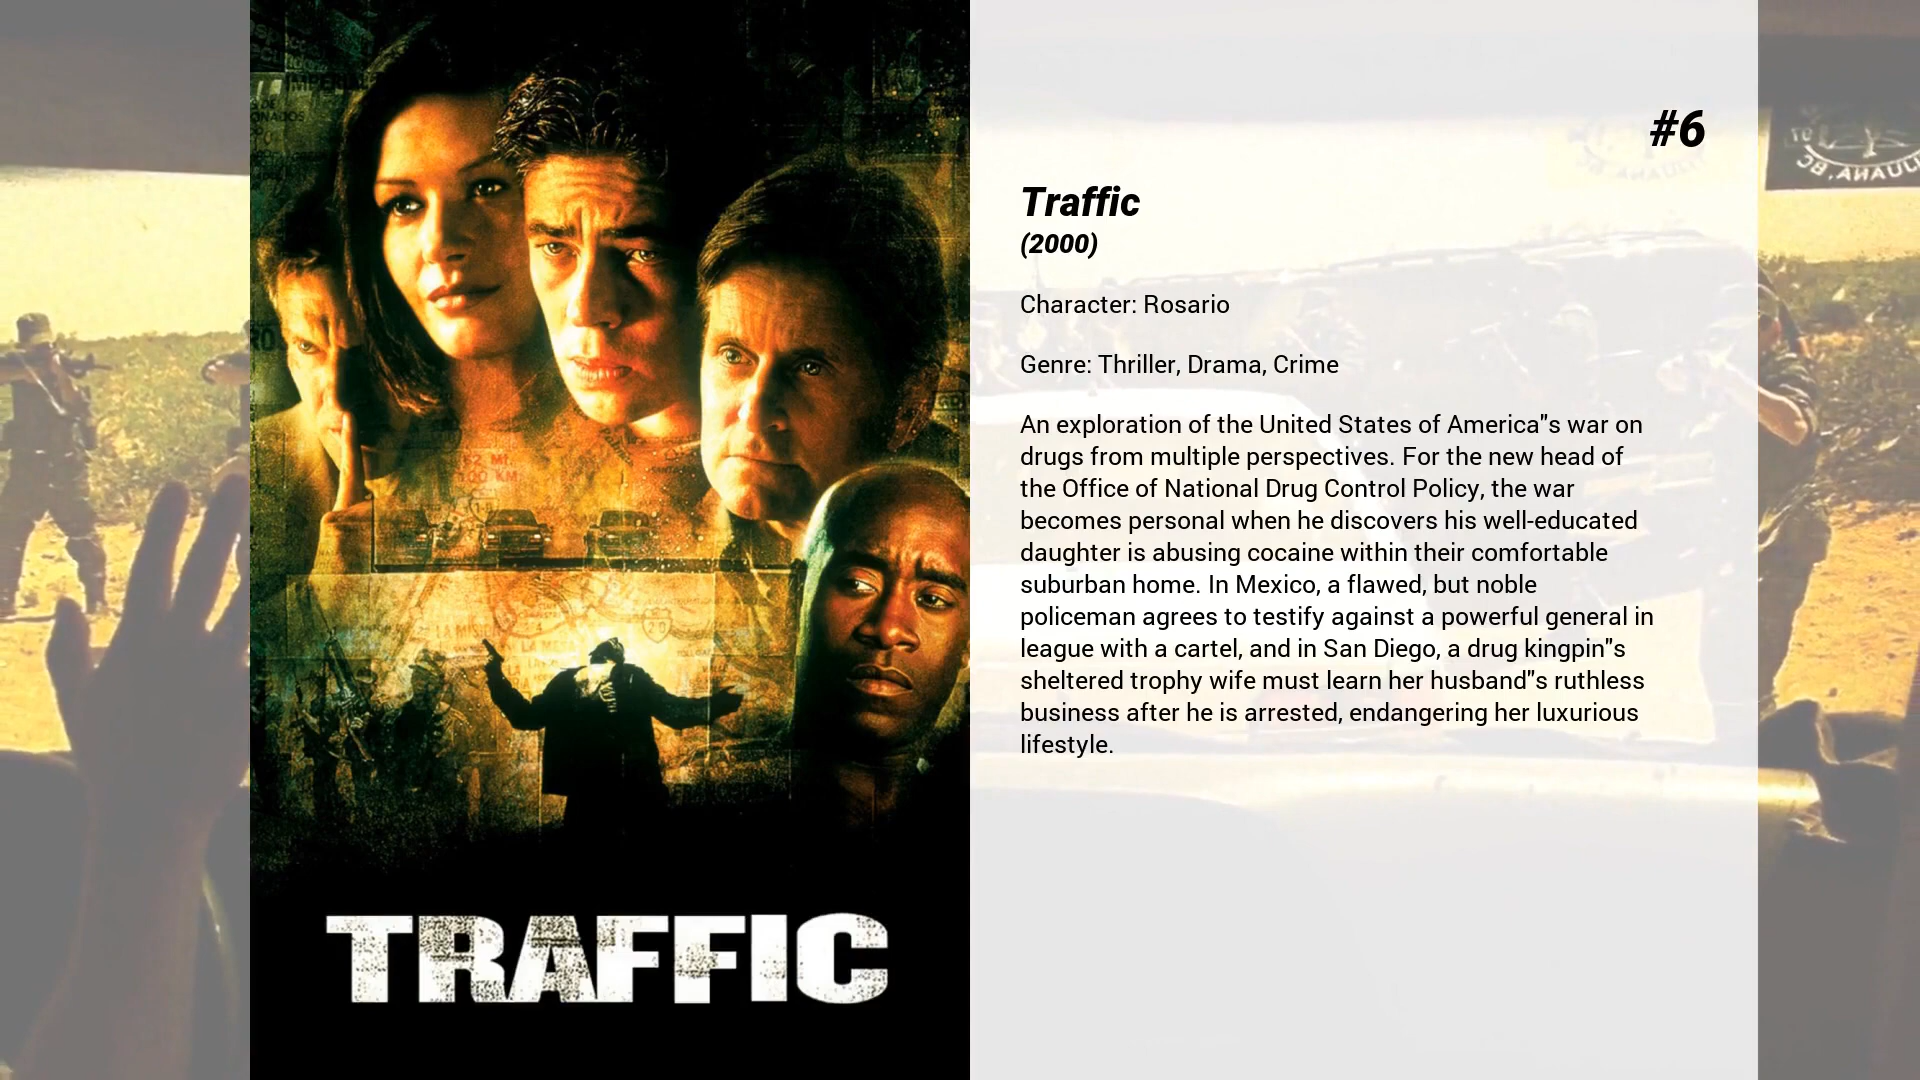 #6
Traffic
(2000)
Character: Rosario
Genre: Thriller, Drama, Crime
An exploration of the United States of America"s war on
drugs from multiple perspectives. For the new head of
the Office of National Drug Control Policy, the war
becomes personal when he discovers his well-educated
daughter is abusing cocaine within their comfortable
suburban home. In Mexico, a flawed, but noble
policeman agrees to testify against a powerful general in
league with a cartel, and in San Diego, a drug kingpin"s
sheltered trophy wife must learn her husband"s ruthless
business after he is arrested, endangering her luxurious
lifestyle.
TRAFFIC